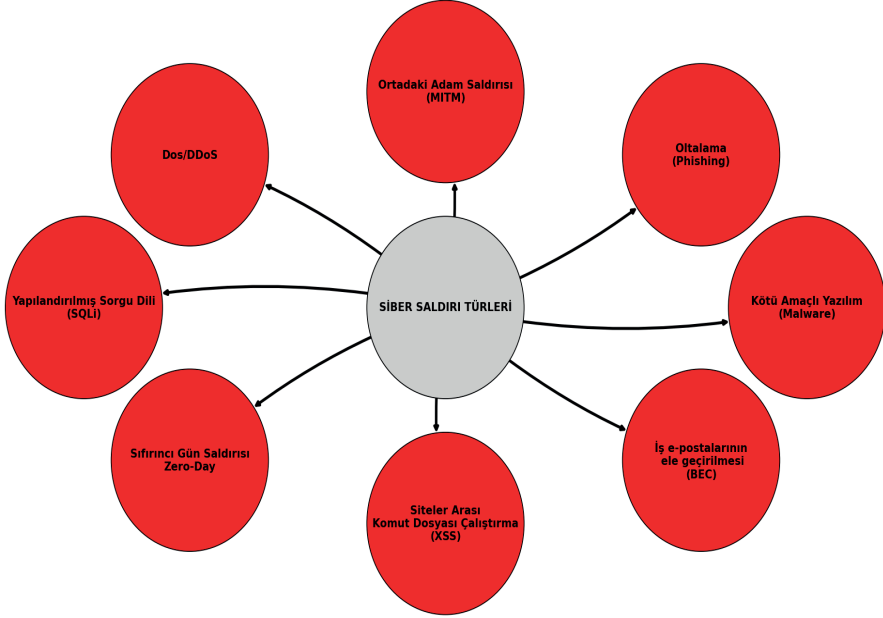 Ortadaki Adam Saldırısı
(MITM)
Dos/DDoS
Oltalama
(Phishing)
Yapılandırılmış Sorgu Dili
(SQLi)
SİBER SALDIRI TÜRLERİ
Kötü Amaçlı Yazılım
(Malware)
Sıfırıncı Gün Saldırısı
Zero-Day
İş e-postalarının
ele geçirilmesi
(BEC)
Siteler Arası
Komut Dosyası Çalıştırma
(XSS)